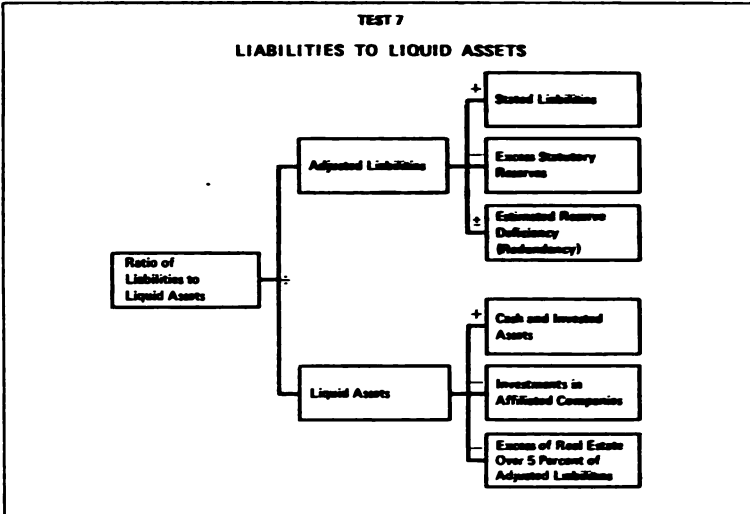 TEST 7
LIABILITIES TO LIQUID ASSETS
+
Stated Liabilities
Adjusted Liabilities
—
Excess Statutory
Reserves
±
Estimated Reserve
Deficiency
(Redundancy)
Ratio of
Liabilities to
Liquid Assets
÷
+
Cash and Invested
Assets
Liquid Assets
—
Investments in
Affiliated Companies
—
Excess of Real Estate
Over 5 Percent of
Adjusted Liabilities